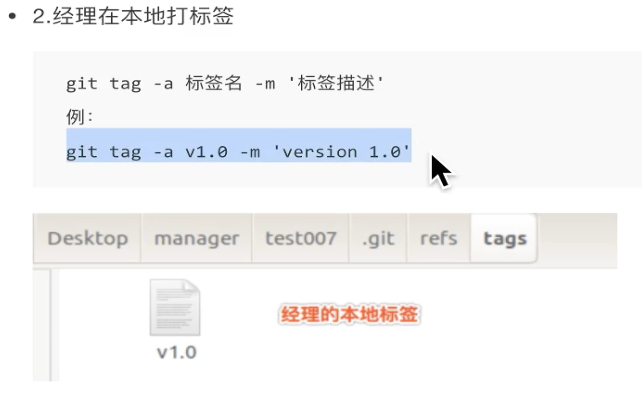 2.经理在本地打标签
git tag -a 标签名 -m '标签描述'
例：
git tag -a v1.0 -m 'version 1.0'
Desktop manager test007 .git refs tags
经理的本地标签
v1.0